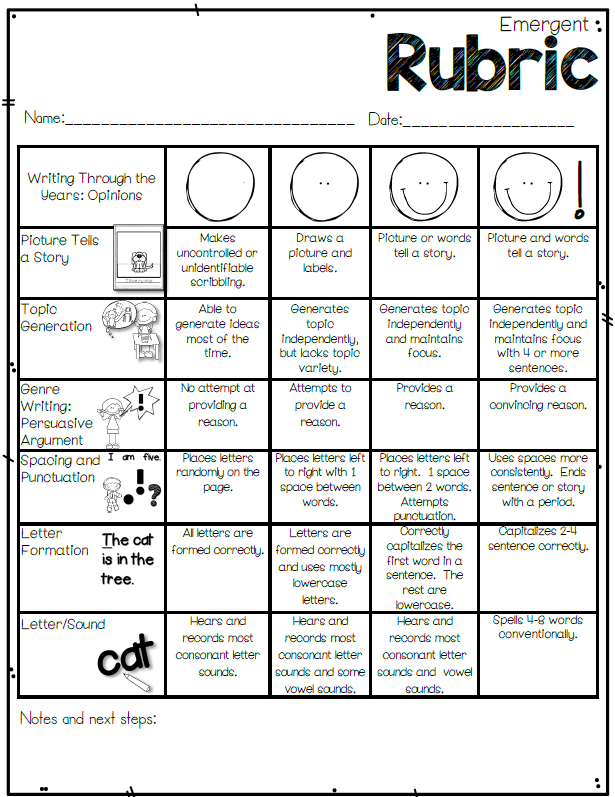 Emergent
Rubric
Name:________________________________ Date:___________________
Writing Through the
Years: Opinions
!
Picture Tells
a Story
Makes
uncontrolled or
unidentifiable
scribbling.
Draws a
picture and
labels.
Picture or words
tell a story.
Picture and words
tell a story.
Topic
Generation
Able to
generate ideas
most of the
time.
Generates
topic
independently,
but lacks topic
variety.
Generates topic
independently
and maintains
focus.
Generates topic
independently and
maintains focus
with 4 or more
sentences.
Genre
Writing:
Persuasive
Argument
!
No attempt at
providing a
reason.
Attempts to
provide a
reason.
Provides a
reason.
Provides a
convincing reason.
Spacing and
Punctuation
I am five.
. ! ?
Places letters
randomly on the
page.
Places letters left
to right with 1
space between
words.
Places letters left
to right. 1 space
between 2 words.
Attempts
punctuation.
Uses spaces more
consistently. Ends
sentence or story
with a period.
Letter
Formation
The cat
is in the
tree.
All letters are
formed correctly.
Letters are
formed correctly
and uses mostly
lowercase
letters.
Correctly
capitalizes the
first word in a
sentence. The
rest are
lowercase.
Capitalizes 2-4
sentence correctly.
Letter/Sound
cat
Hears and
records most
consonant letter
sounds.
Hears and
records most
consonant letter
sounds and some
vowel sounds.
Hears and
records most
consonant letter
sounds and vowel
sounds.
Spells 4-8 words
conventionally.
Notes and next steps: